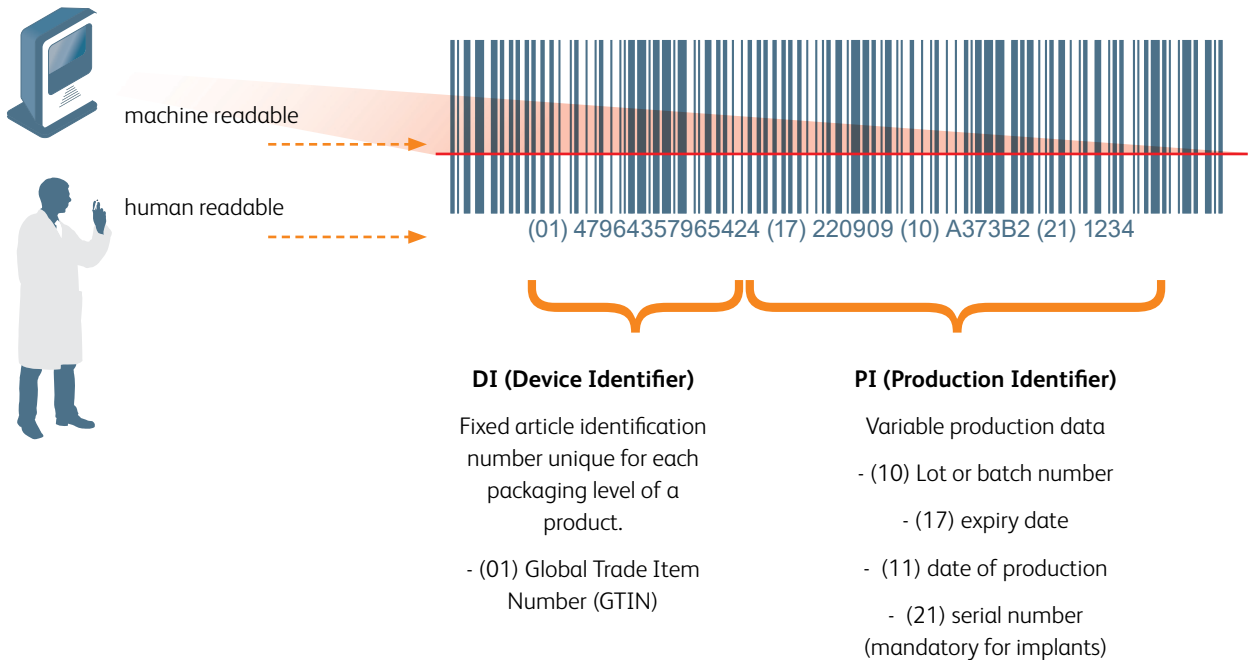 machine readable
human readable
(01) 47964357965424 (17) 220909 (10) A373B2 (21) 1234
DI (Device Identifier)
Fixed article identification
number unique for each
packaging level of a
product.
- (01) Global Trade Item
Number (GTIN)
PI (Production Identifier)
Variable production data
- (10) Lot or batch number
- (17) expiry date
- (11) date of production
- (21) serial number
(mandatory for implants)